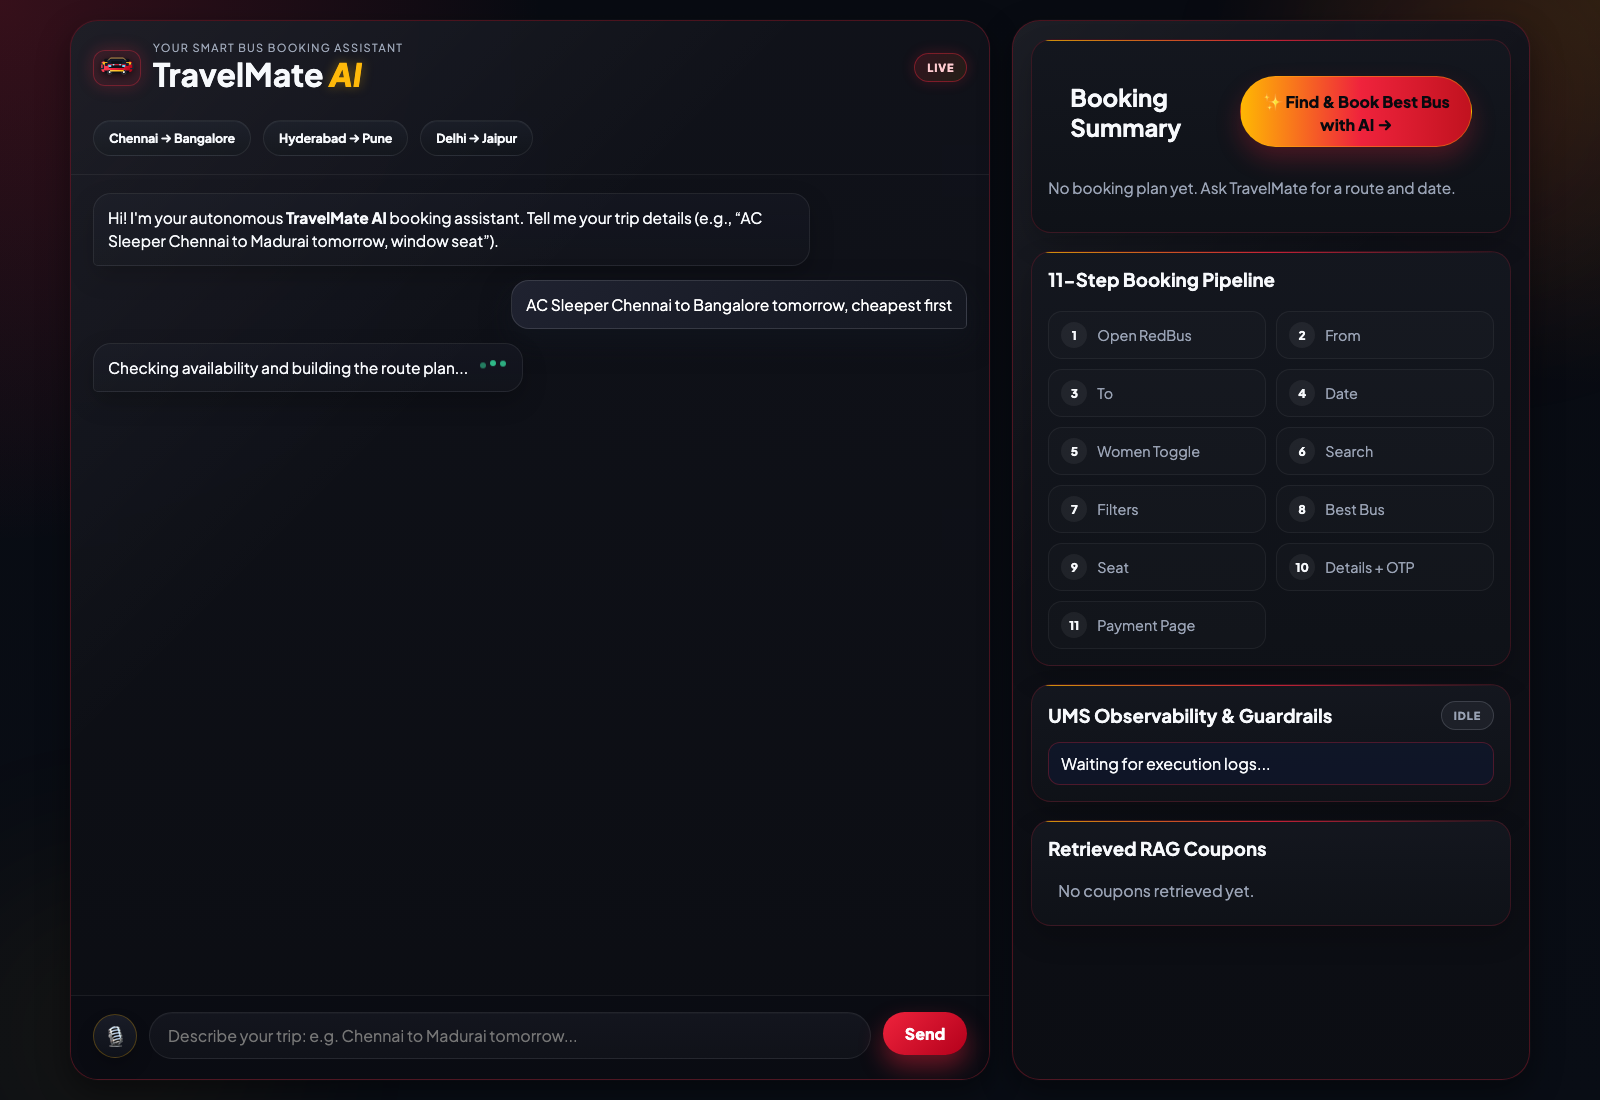 YOUR SMART BUS BOOKING ASSISTANT
TravelMate AI
LIVE
Chennai → Bangalore
Hyderabad → Pune
Delhi → Jaipur
Hi! I'm your autonomous TravelMate AI booking assistant. Tell me your trip details (e.g., “AC
Sleeper Chennai to Madurai tomorrow, window seat”).
AC Sleeper Chennai to Bangalore tomorrow, cheapest first
Checking availability and building the route plan...
Describe your trip: e.g. Chennai to Madurai tomorrow...
Send
Booking
Summary
✨ Find & Book Best Bus
with AI →
No booking plan yet. Ask TravelMate for a route and date.
11-Step Booking Pipeline
1 Open RedBus
2 From
3 To
4 Date
5 Women Toggle
6 Search
7 Filters
8 Best Bus
9 Seat
10 Details + OTP
11 Payment Page
UMS Observability & Guardrails
IDLE
Waiting for execution logs...
Retrieved RAG Coupons
No coupons retrieved yet.